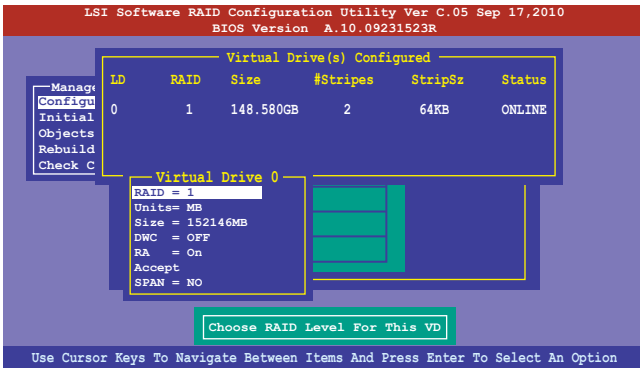 LSI Software RAID Configuration Utility Ver C.05 Sep 17,2010
BIOS Version A.10.09231523R
Virtual Drive(s) Configured
LD RAID Size #Stripes StripSz Status
0 1 148.580GB 2 64KB ONLINE
Manage
Configu
Initial
Objects
Rebuild
Check C
Virtual Drive 0
RAID = 1
Units= MB
Size = 152146MB
DWC = OFF
RA = On
Accept
SPAN = NO
Choose RAID Level For This VD
Use Cursor Keys To Navigate Between Items And Press Enter To Select An Option